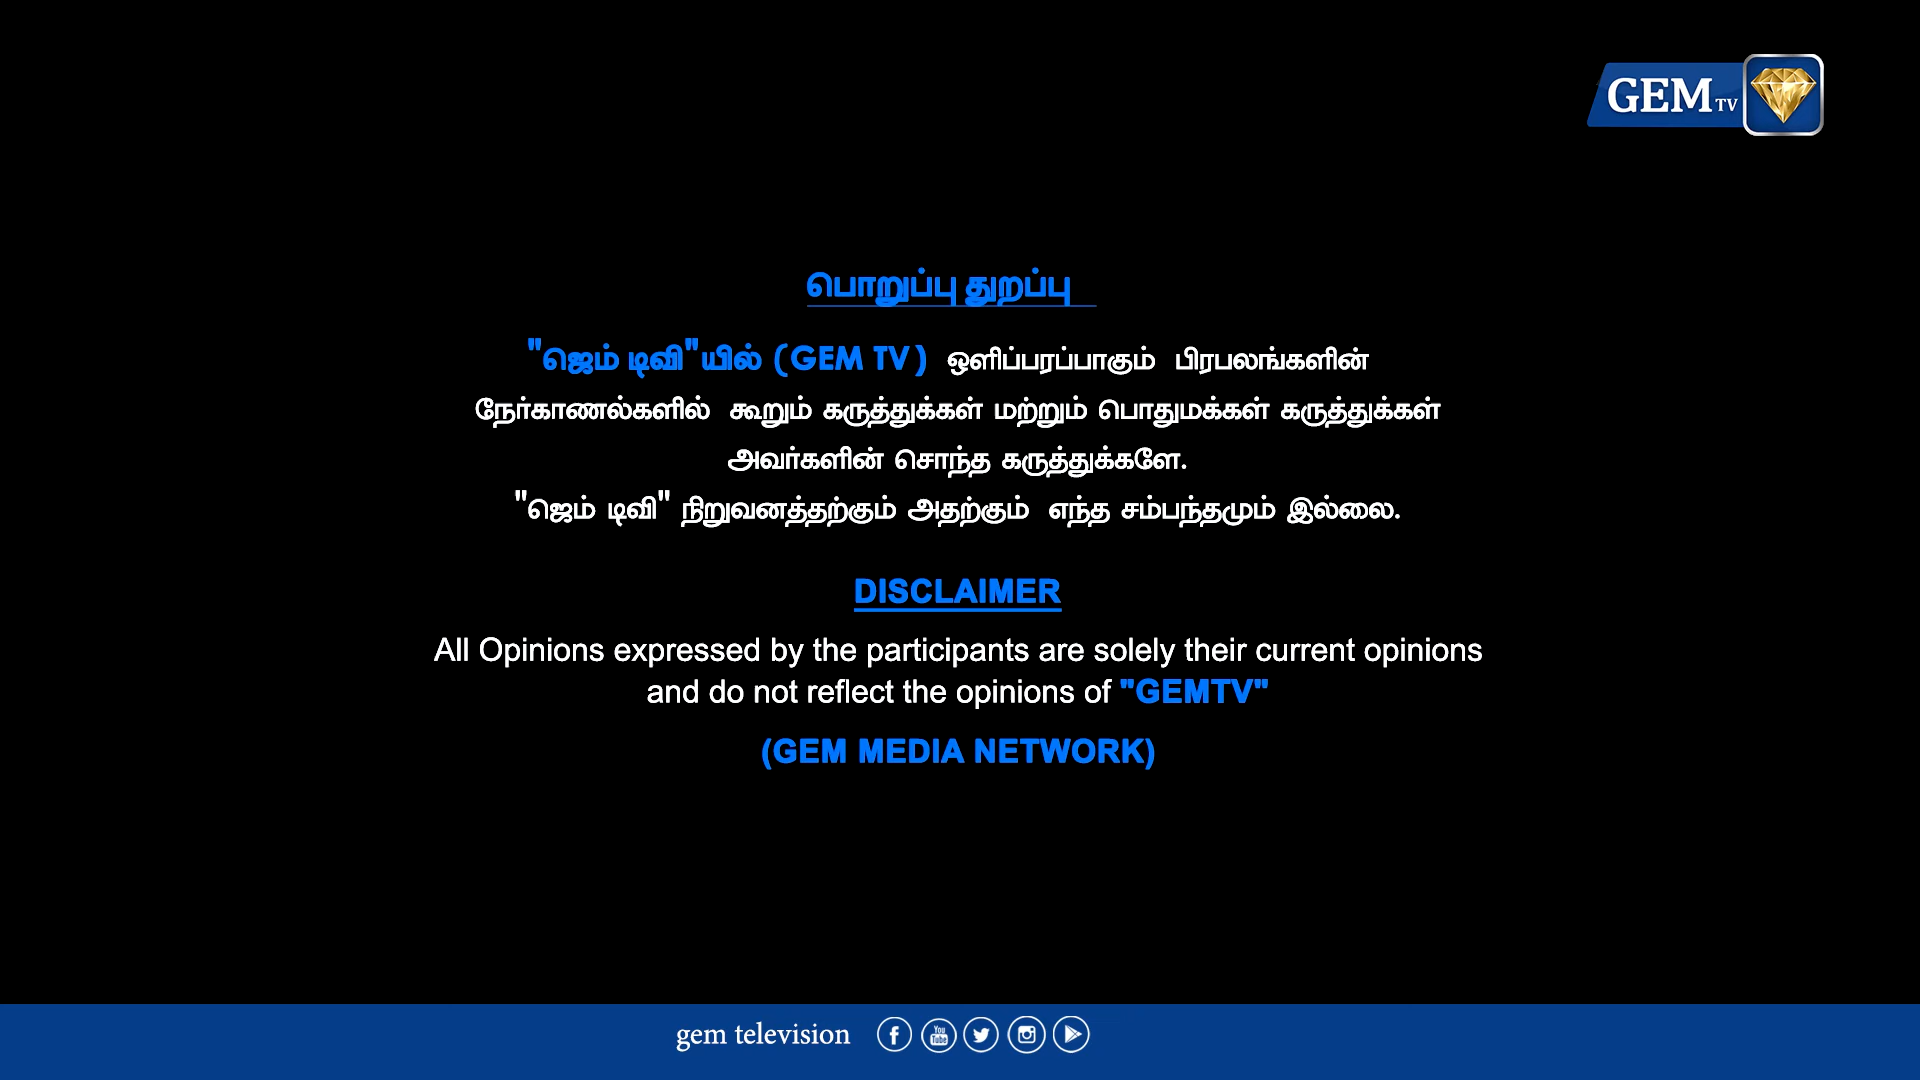 GEM TV
பொறுப்பு துறப்பு
"ஜெம் டிவி"யில் (GEM TV) ஒளிப்பரப்பாகும் பிரபலங்களின்
நேர்காணல்களில் கூறும் கருத்துக்கள் மற்றும் பொதுமக்கள் கருத்துக்கள்
அவர்களின் சொந்த கருத்துக்களே.
"ஜெம் டிவி" நிறுவனத்தற்கும் அதற்கும் எந்த சம்பந்தமும் இல்லை.
DISCLAIMER
All Opinions expressed by the participants are solely their current opinions
and do not reflect the opinions of "GEMTV"
(GEM MEDIA NETWORK)
gem television